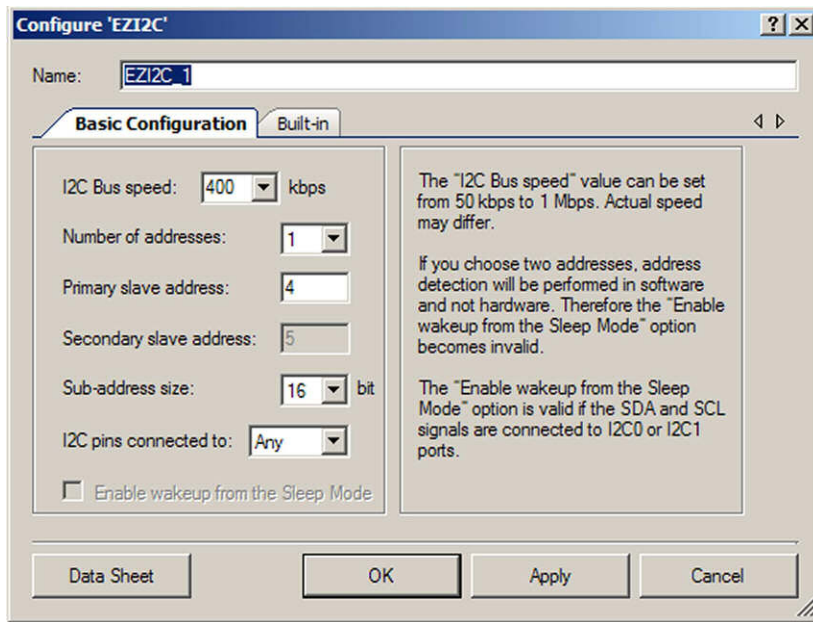 Configure 'EZI2C'
Name: EZI2C_1
Basic Configuration Built-in
I2C Bus speed: 400 kbps
Number of addresses: 1
Primary slave address: 4
Secondary slave address: 5
Sub-address size: 16 bit
I2C pins connected to: Any
Enable wakeup from the Sleep Mode
The "I2C Bus speed" value can be set
from 50 kbps to 1 Mbps. Actual speed
may differ.
If you choose two addresses, address
detection will be performed in software
and not hardware. Therefore the "Enable
wakeup from the Sleep Mode" option
becomes invalid.
The "Enable wakeup from the Sleep
Mode" option is valid if the SDA and SCL
signals are connected to I2C0 or I2C1
ports.
Data Sheet OK Apply Cancel